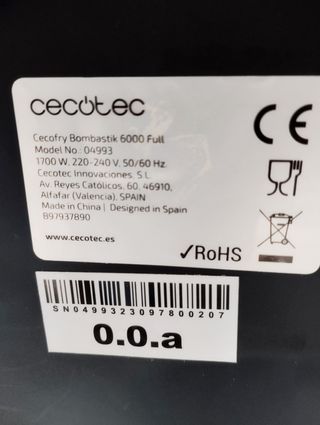 cecotec
CE
Cecofry Bombastik 6000 Full
Model No.: 04993
1700 W, 220-240 V, 50/60 Hz
Cecotec Innovaciones, S.L.
Av. Reyes Católicos, 60, 46910,
Alfafar (Valencia), SPAIN
Made in China | Designed in Spain
B97937890
www.cecotec.es
✓RoHS
SN0499323097800207
0.0.a